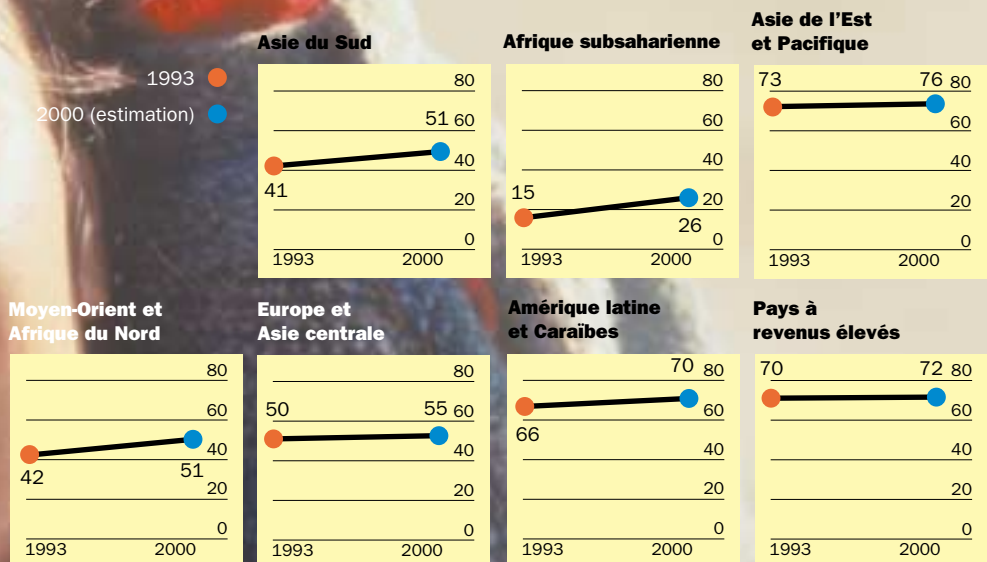 1993
2000 (estimation)
Asie du Sud
80
51 60
40
41
20
0
1993 2000
Afrique subsaharienne
80
60
40
15
20
26
0
1993 2000
Asie de l'Est
et Pacifique
73 76 80
60
40
20
0
1993 2000
Moyen-Orient et
Afrique du Nord
80
60
40
42 51
20
0
1993 2000
Europe et
Asie centrale
80
50 55 60
40
20
0
1993 2000
Amérique latine
et Caraïbes
70 80
60
66
40
20
0
1993 2000
Pays à
revenus élevés
70 72 80
60
40
20
0
1993 2000